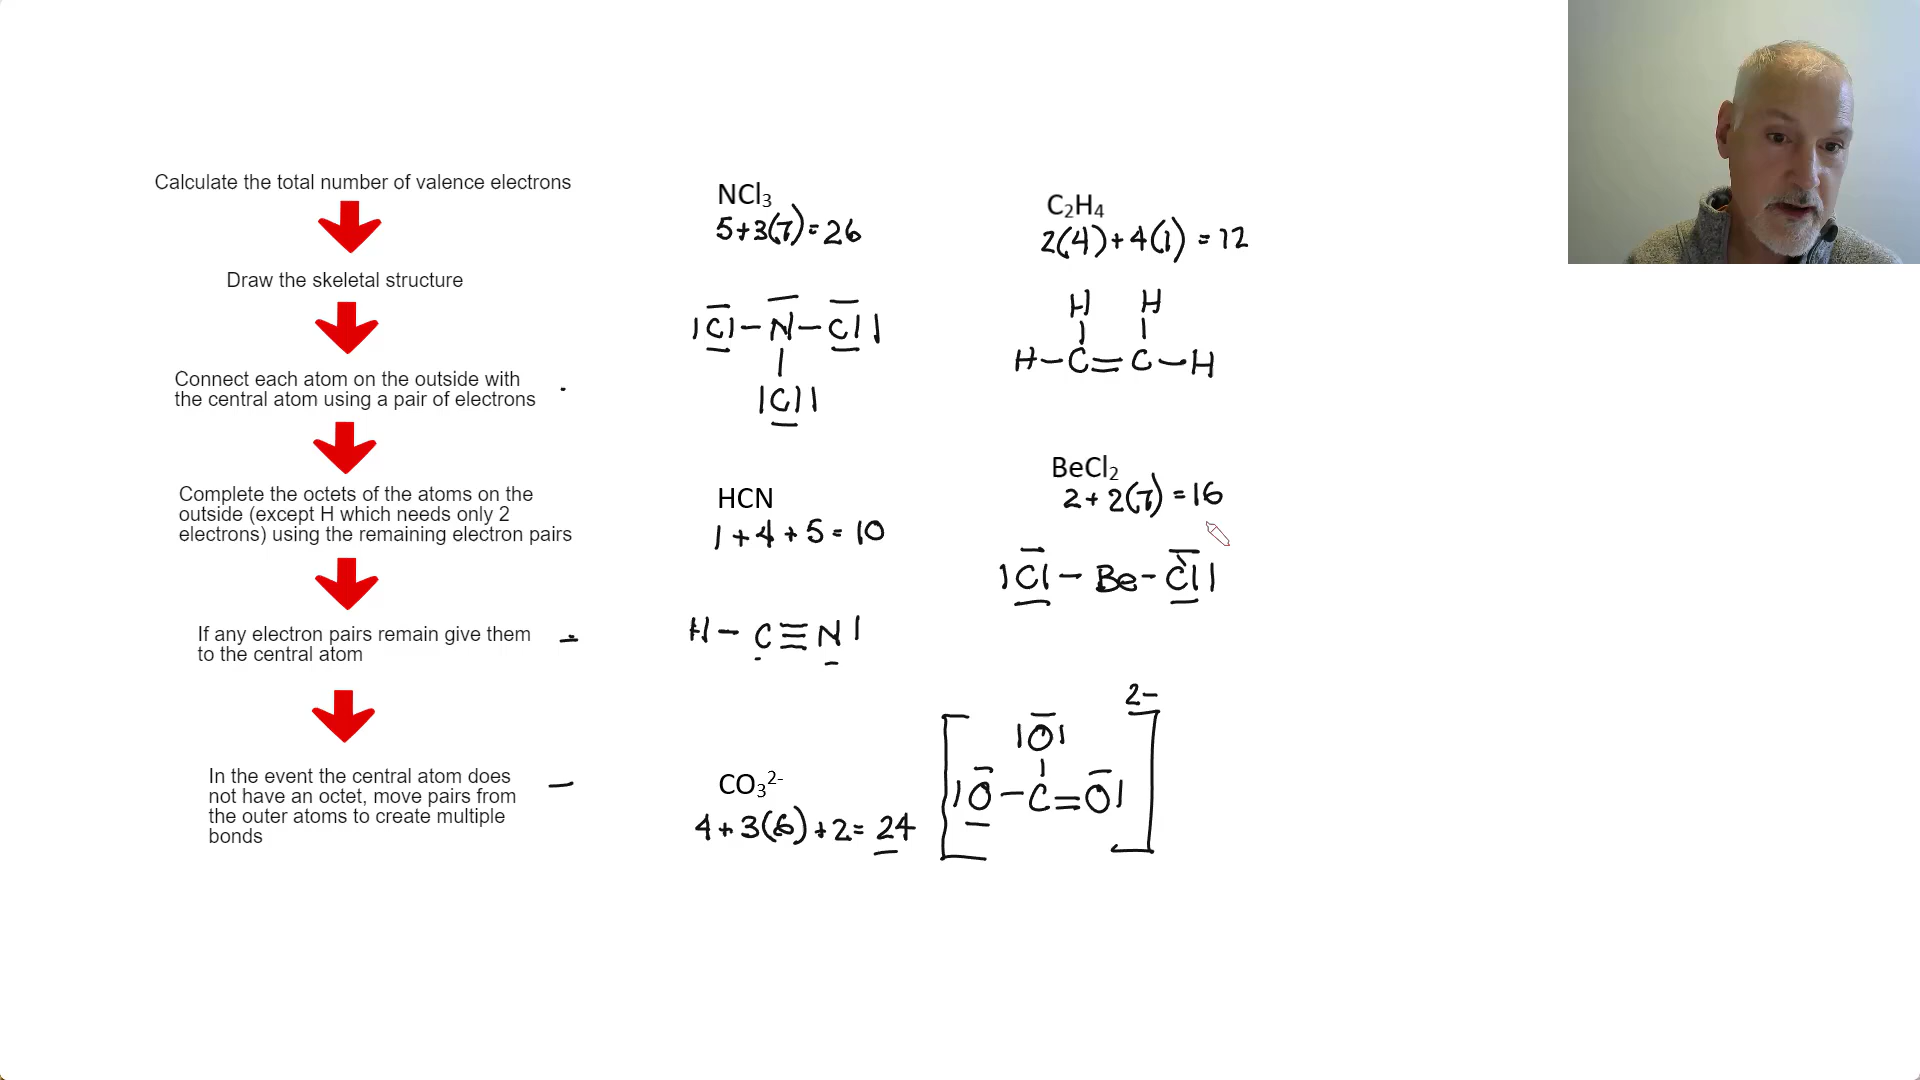 Calculate the total number of valence electrons
Draw the skeletal structure
Connect each atom on the outside with
the central atom using a pair of electrons
Complete the octets of the atoms on the
outside (except H which needs only 2
electrons) using the remaining electron pairs
If any electron pairs remain give them
to the central atom
In the event the central atom does
not have an octet, move pairs from
the outer atoms to create multiple
bonds
NCl₃
5+3(7)=26
|Cl|-N-Cl|
|
|Cl|
HCN
1+4+5=10
H-C≡N|
CO₃²⁻
4+3(6)+2=24
C₂H₄
2(4)+4(1)=12
H H
| |
H-C=C-H
BeCl₂
2+2(7)=16
|Cl-Be-Cl|
2-
|O|
|
|O-C=O|